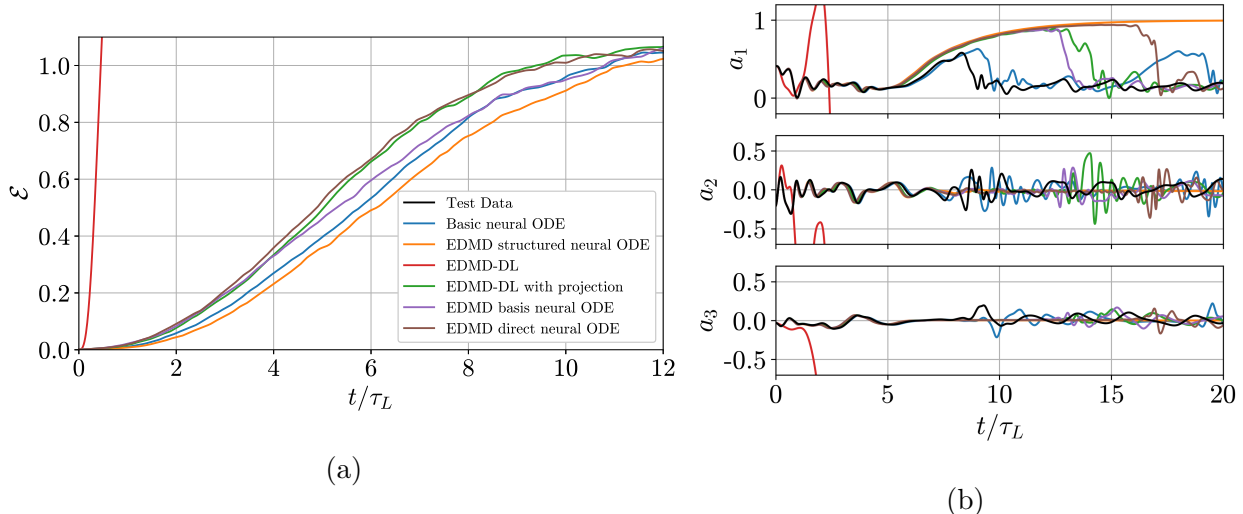 1.0
0.8
0.6
0.4
0.2
0.0
ℰ
0 2 4 6 8 10 12
t/τ_L
Test Data
Basic neural ODE
EDMD structured neural ODE
EDMD-DL
EDMD-DL with projection
EDMD basis neural ODE
EDMD direct neural ODE
(a)
1
0
a₁
0.5
0.0
-0.5
a₂
0.5
0.0
-0.5
a₃
0 5 10 15 20
t/τ_L
(b)